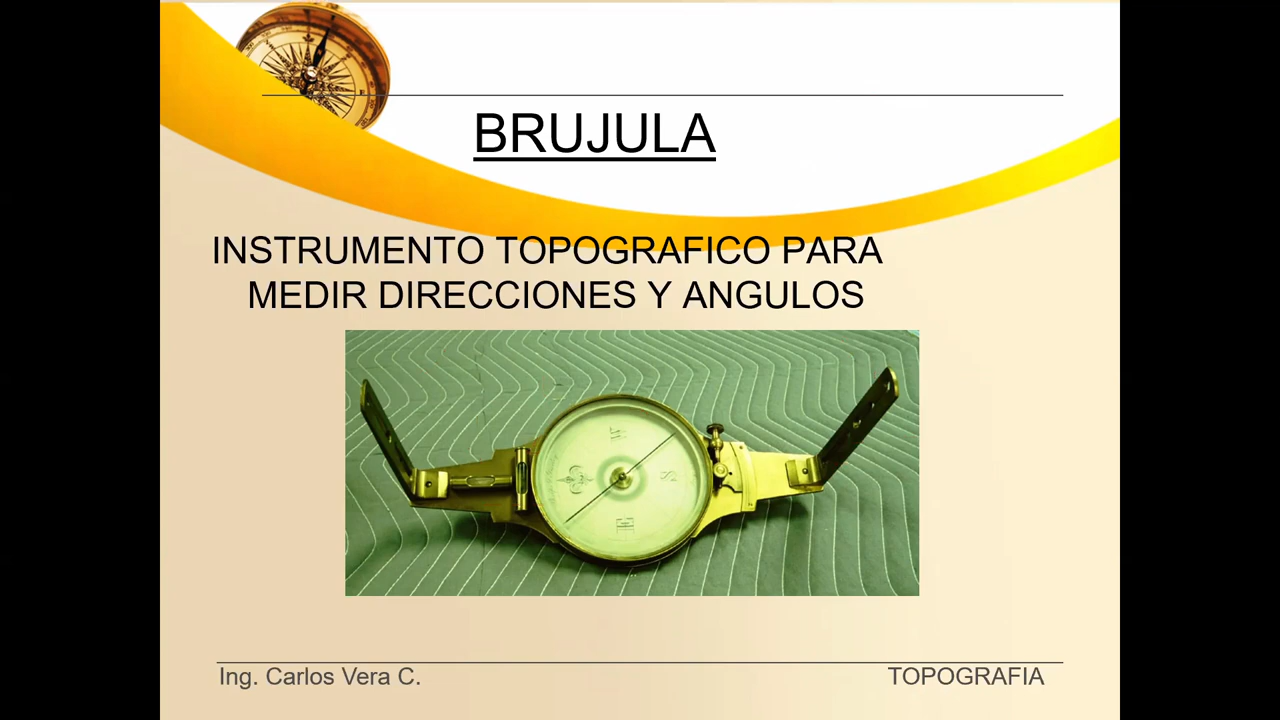 BRUJULA
INSTRUMENTO TOPOGRAFICO PARA
MEDIR DIRECCIONES Y ANGULOS
W
S
E
Ing. Carlos Vera C.
TOPOGRAFIA